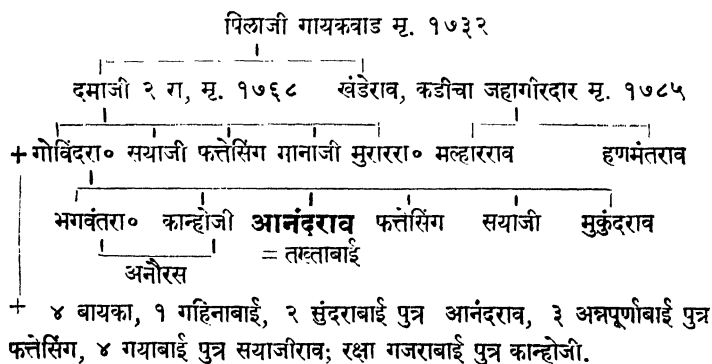 पिलाजी गायकवाड मृ. १७३२
दमाजी २ रा, मृ. १७६८ खंडेराव, कडीचा जहागीरदार मृ. १७८५
+ गोविंदरा० सयाजी फत्तेसिंग मानाजी मुरारर० मल्हारराव हणमंतराव
भगवंतरा० कान्होजी आनंदराव फत्तेसिंग सयाजी मुकुंदराव
= तख्ताबाई
अनौरस
+ ४ बायका, १ गहिनाबाई, २ सुंदराबाई पुत्र आनंदराव, ३ अन्नपूर्णाबाई पुत्र
फत्तेसिंग, ४ गयाबाई पुत्र सयाजीराव; रक्षा गजराबाई पुत्र कान्होजी.